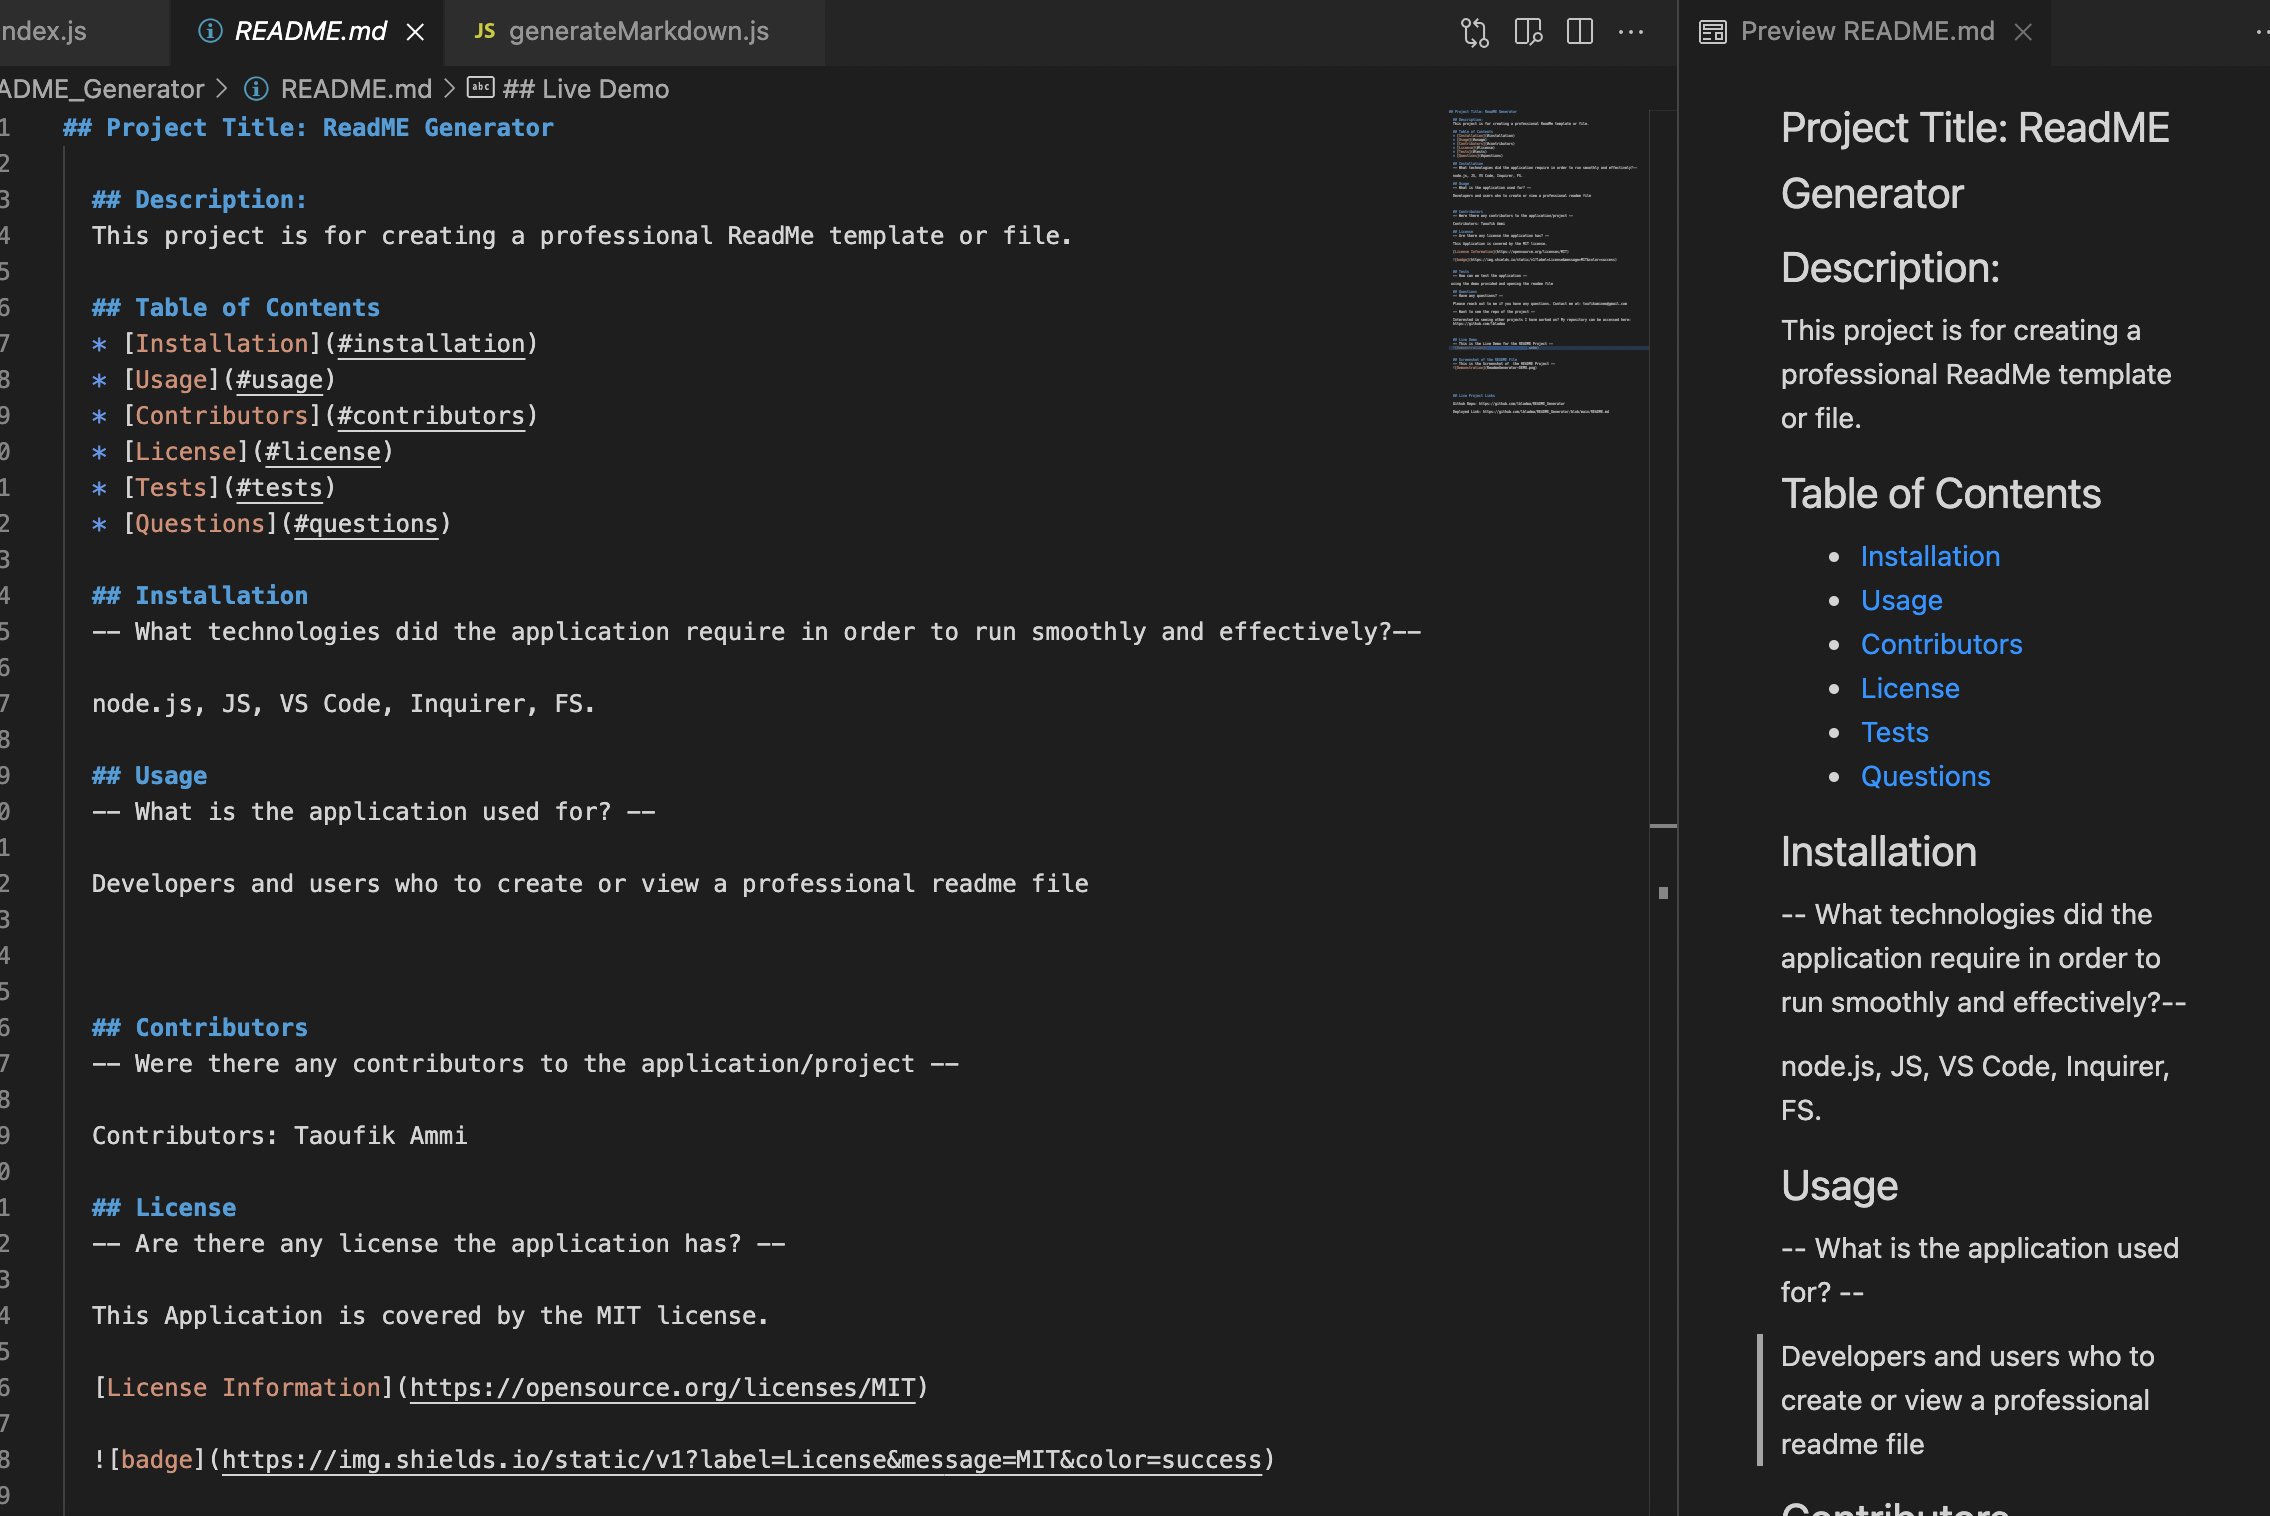 ndex.js
README.md
JS generateMarkdown.js
Preview README.md
ADME_Generator > README.md > abc ## Live Demo
1 ## Project Title: ReadME Generator
2
3 ## Description:
4 This project is for creating a professional ReadMe template or file.
5
6 ## Table of Contents
7 * [Installation](#installation)
8 * [Usage](#usage)
9 * [Contributors](#contributors)
0 * [License](#license)
1 * [Tests](#tests)
2 * [Questions](#questions)
3
4 ## Installation
5 -- What technologies did the application require in order to run smoothly and effectively?--
6
7 node.js, JS, VS Code, Inquirer, FS.
8
9 ## Usage
0 -- What is the application used for? --
1
2 Developers and users who to create or view a professional readme file
3
4
5
6 ## Contributors
7 -- Were there any contributors to the application/project --
8
9 Contributors: Taoufik Ammi
0
1 ## License
2 -- Are there any license the application has? --
3
4 This Application is covered by the MIT license.
5
6 [License Information](https://opensource.org/licenses/MIT)
7
8 ![badge](https://img.shields.io/static/v1?label=License&message=MIT&color=success)
9
Project Title: ReadME
Generator
Description:
This project is for creating a
professional ReadMe template
or file.
Table of Contents
• Installation
• Usage
• Contributors
• License
• Tests
• Questions
Installation
-- What technologies did the
application require in order to
run smoothly and effectively?--
node.js, JS, VS Code, Inquirer,
FS.
Usage
-- What is the application used
for? --
Developers and users who to
create or view a professional
readme file
Contributors